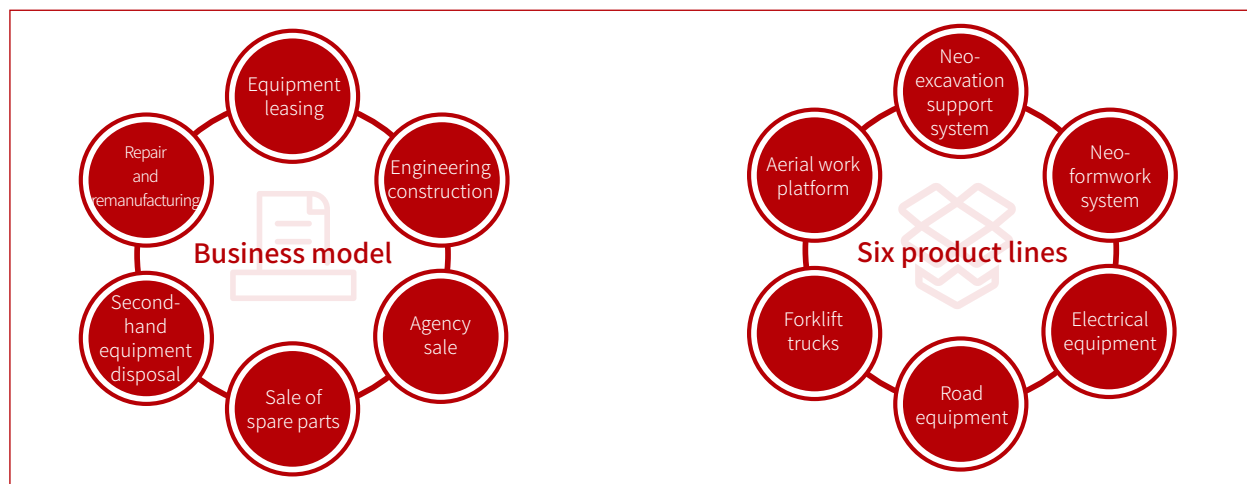 Equipment
leasing
Engineering
construction
Agency
sale
Sale of
spare parts
Second-
hand
equipment
disposal
Repair
and
remanufacturing
Business model
Neo-
excavation
support
system
Neo-
formwork
system
Electrical
equipment
Road
equipment
Forklift
trucks
Aerial work
platform
Six product lines